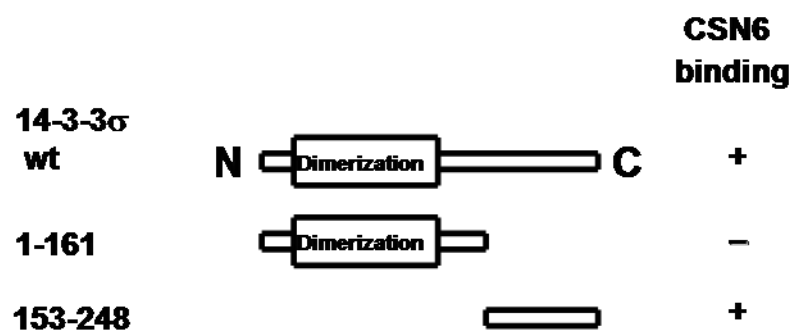 CSN6
binding
14-3-3σ
wt
N Dimerization C +
1-161 Dimerization –
153-248 +